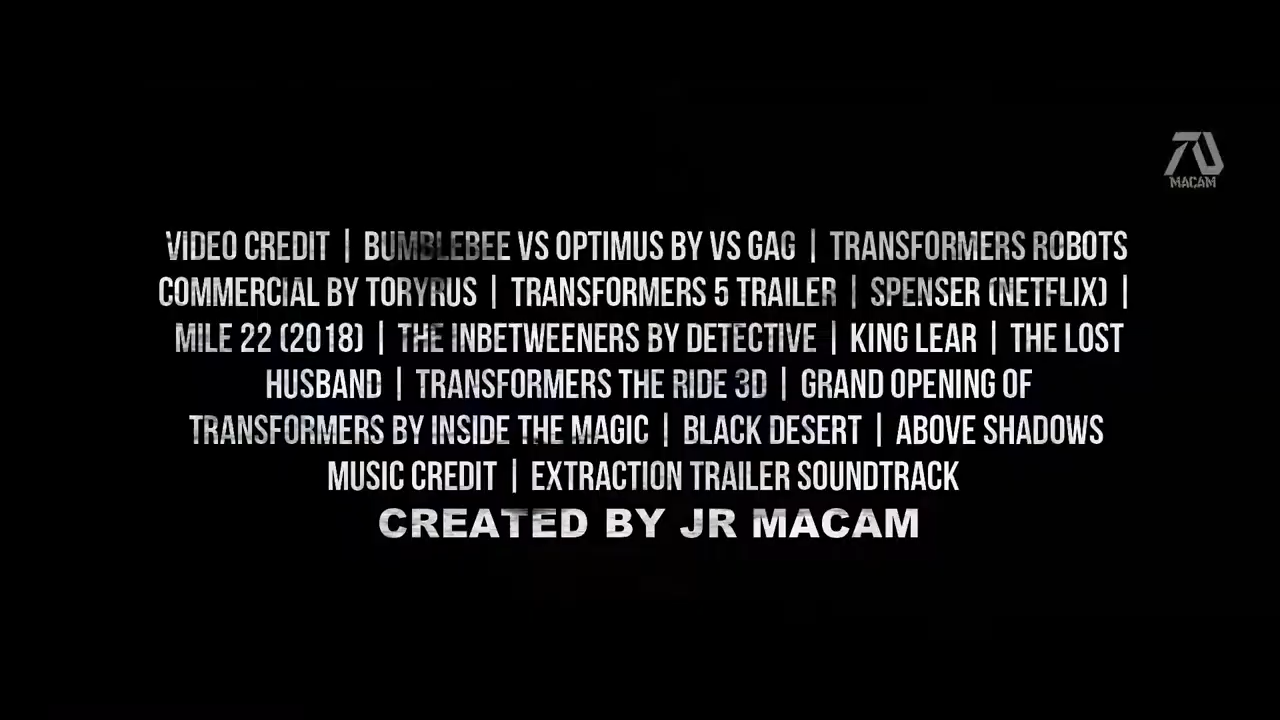 MACAM
VIDEO CREDIT | BUMBLEBEE VS OPTIMUS BY VS GAG | TRANSFORMERS ROBOTS
COMMERCIAL BY TORYRUS | TRANSFORMERS 5 TRAILER | SPENSER (NETFLIX) |
MILE 22 (2018) | THE INBETWEENERS BY DETECTIVE | KING LEAR | THE LOST
HUSBAND | TRANSFORMERS THE RIDE 3D | GRAND OPENING OF
TRANSFORMERS BY INSIDE THE MAGIC | BLACK DESERT | ABOVE SHADOWS
MUSIC CREDIT | EXTRACTION TRAILER SOUNDTRACK
CREATED BY JR MACAM